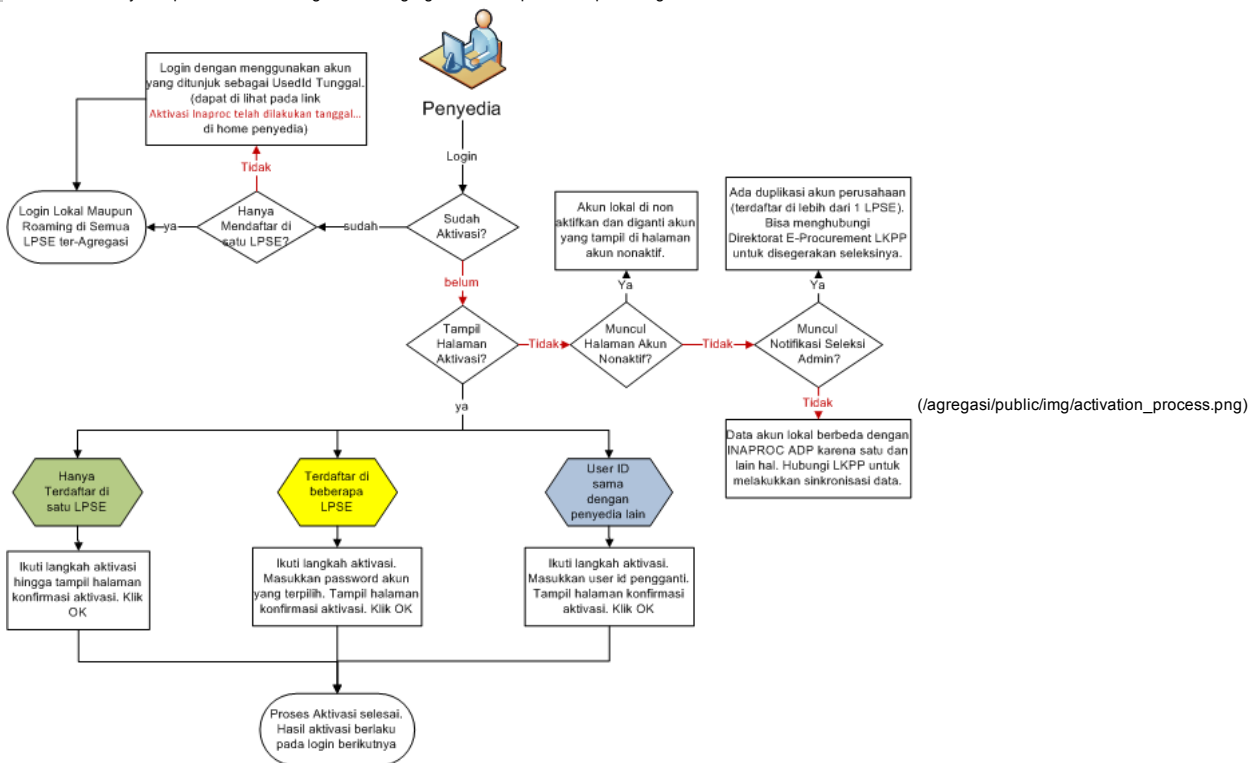 Login dengan menggunakan akun
yang ditunjuk sebagai UsedId Tunggal.
(dapat di lihat pada link
Aktivasi Inaproc telah dilakukan tanggal...
di home penyedia)
Penyedia
Login
Tidak
Login Lokal Maupun
Roaming di Semua
LPSE ter-Agregasi
ya
Hanya
Mendaftar di
satu LPSE?
sudah
Sudah
Aktivasi?
Akun lokal di non
aktifkan dan diganti akun
yang tampil di halaman
akun nonaktif.
Ada duplikasi akun perusahaan
(terdaftar di lebih dari 1 LPSE).
Bisa menghubungi
Direktorat E-Procurement LKPP
untuk disegerakan seleksinya.
belum
Ya
Ya
Tampil
Halaman
Aktivasi?
Tidak
Muncul
Halaman Akun
Nonaktif?
Tidak
Muncul
Notifikasi Seleksi
Admin?
ya
Tidak
(/agregasi/public/img/activation_process.png)
Data akun lokal berbeda dengan
INAPROC ADP karena satu dan
lain hal. Hubungi LKPP untuk
melakukkan sinkronisasi data.
Hanya
Terdaftar di
satu LPSE
Terdaftar di
beberapa
LPSE
User ID
sama
dengan
penyedia lain
Ikuti langkah aktivasi
hingga tampil halaman
konfirmasi aktivasi. Klik
OK
Ikuti langkah aktivasi.
Masukkan password akun
yang terpilih. Tampil halaman
konfirmasi aktivasi. Klik OK
Ikuti langkah aktivasi.
Masukkan user id pengganti.
Tampil halaman konfirmasi
aktivasi. Klik OK
Proses Aktivasi selesai.
Hasil aktivasi berlaku
pada login berikutnya